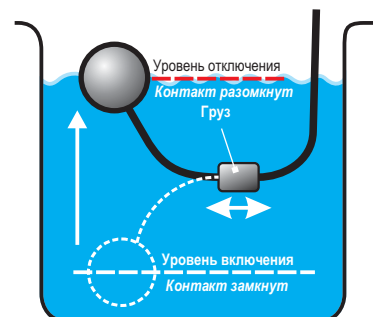 Уровень отключения
Контакт разомкнут
Груз
Уровень включения
Контакт замкнут